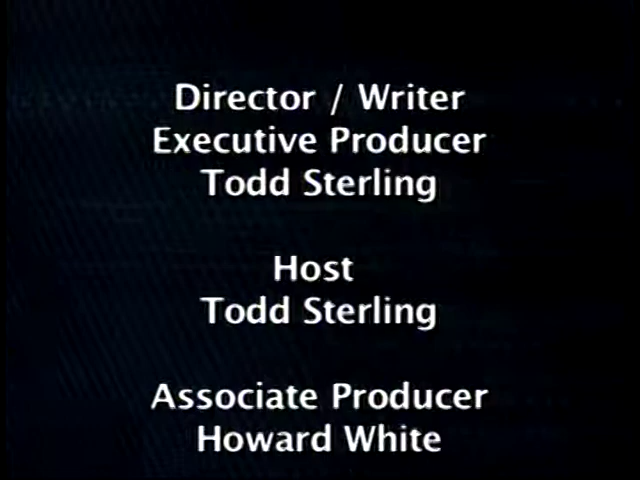 Director / Writer
Executive Producer
Todd Sterling
Host
Todd Sterling
Associate Producer
Howard White